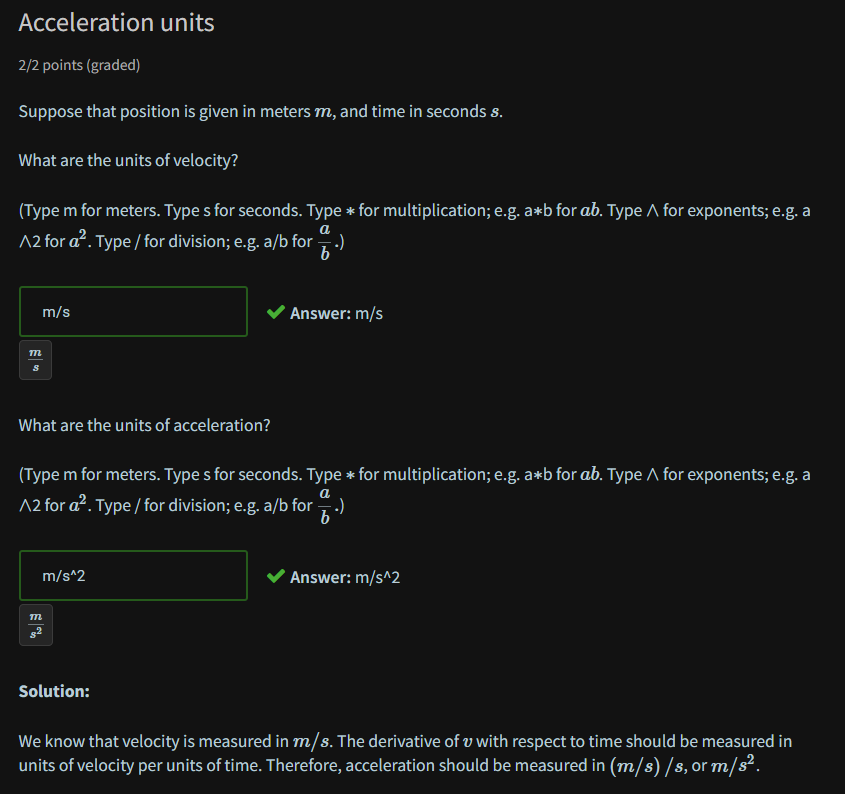 Acceleration units
2/2 points (graded)
Suppose that position is given in meters m, and time in seconds s.
What are the units of velocity?
(Type m for meters. Type s for seconds. Type ∗ for multiplication; e.g. a∗b for ab. Type ∧ for exponents; e.g. a
∧2 for a². Type / for division; e.g. a/b for a/b.)
m/s
Answer: m/s
m/s
What are the units of acceleration?
(Type m for meters. Type s for seconds. Type ∗ for multiplication; e.g. a∗b for ab. Type ∧ for exponents; e.g. a
∧2 for a². Type / for division; e.g. a/b for a/b.)
m/s^2
Answer: m/s^2
m/s²
Solution:
We know that velocity is measured in m/s. The derivative of v with respect to time should be measured in
units of velocity per units of time. Therefore, acceleration should be measured in (m/s) /s, or m/s².